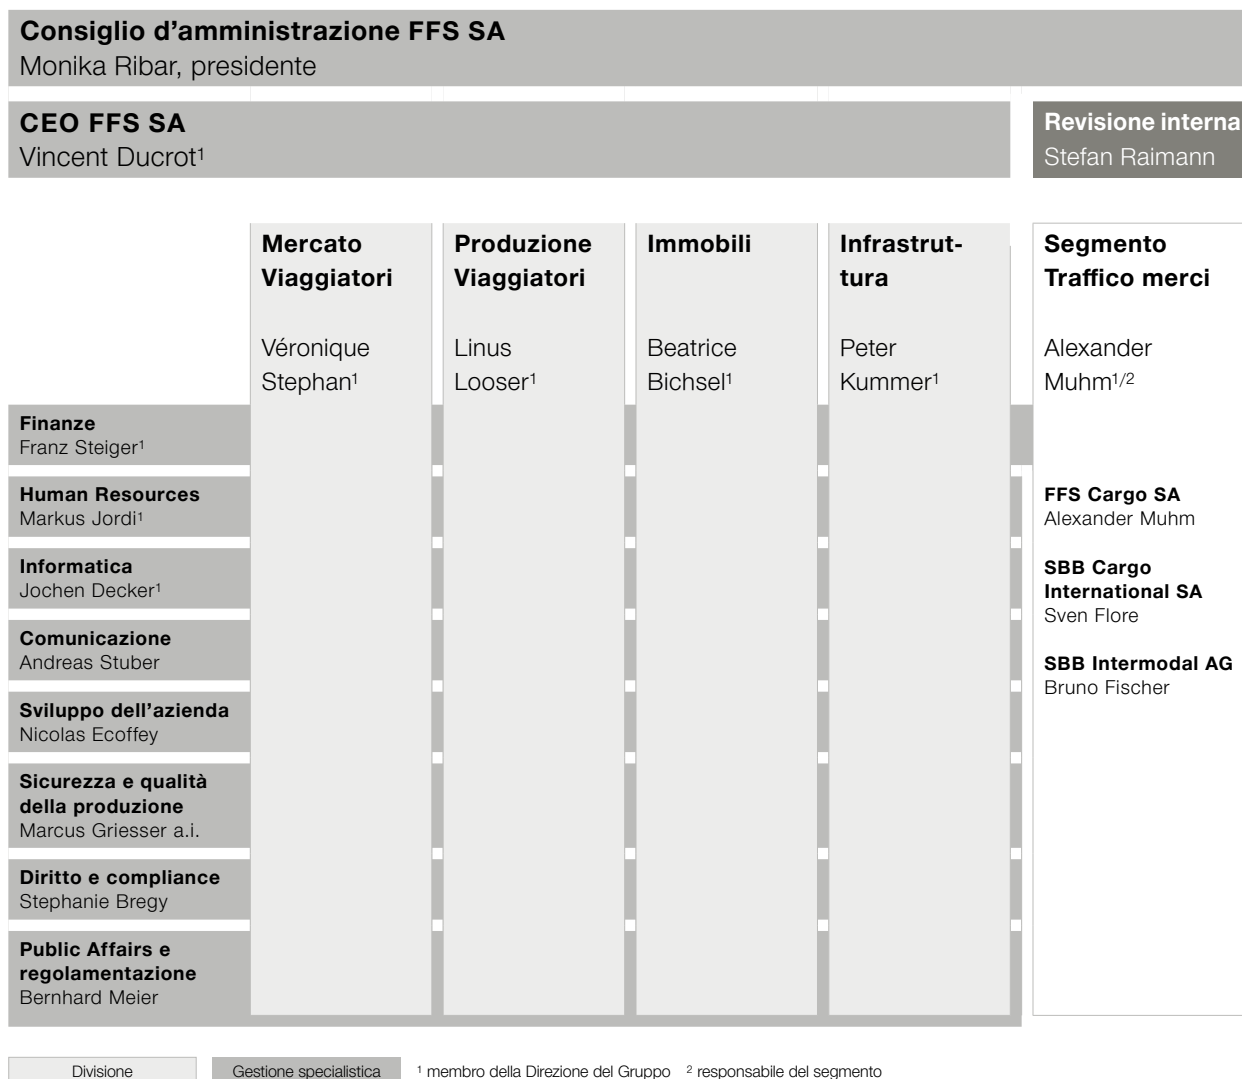 Consiglio d’amministrazione FFS SA
Monika Ribar, presidente
CEO FFS SA
Vincent Ducrot¹
Revisione interna
Stefan Raimann
Mercato
Viaggiatori
Véronique
Stephan¹
Produzione
Viaggiatori
Linus
Looser¹
Immobili
Beatrice
Bichsel¹
Infrastrut-
tura
Peter
Kummer¹
Segmento
Traffico merci
Alexander
Muhm¹/²
Finanze
Franz Steiger¹
Human Resources
Markus Jordi¹
Informatica
Jochen Decker¹
Comunicazione
Andreas Stuber
Sviluppo dell’azienda
Nicolas Ecoffey
Sicurezza e qualità
della produzione
Marcus Griesser a.i.
Diritto e compliance
Stephanie Bregy
Public Affairs e
regolamentazione
Bernhard Meier
FFS Cargo SA
Alexander Muhm
SBB Cargo
International SA
Sven Flore
SBB Intermodal AG
Bruno Fischer
Divisione
Gestione specialistica
¹ membro della Direzione del Gruppo ² responsabile del segmento